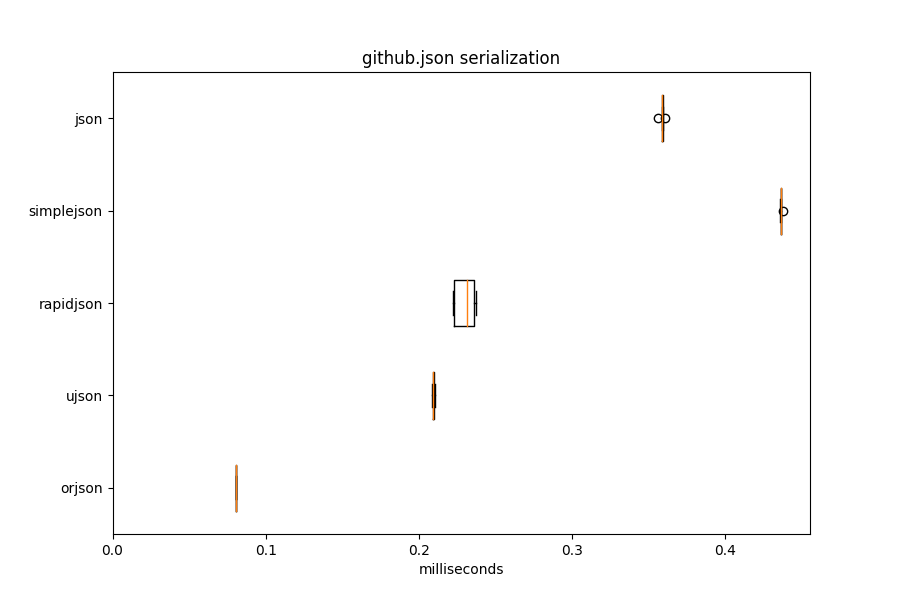 github.json serialization
json
simplejson
rapidjson
ujson
orjson
0.0 0.1 0.2 0.3 0.4
milliseconds